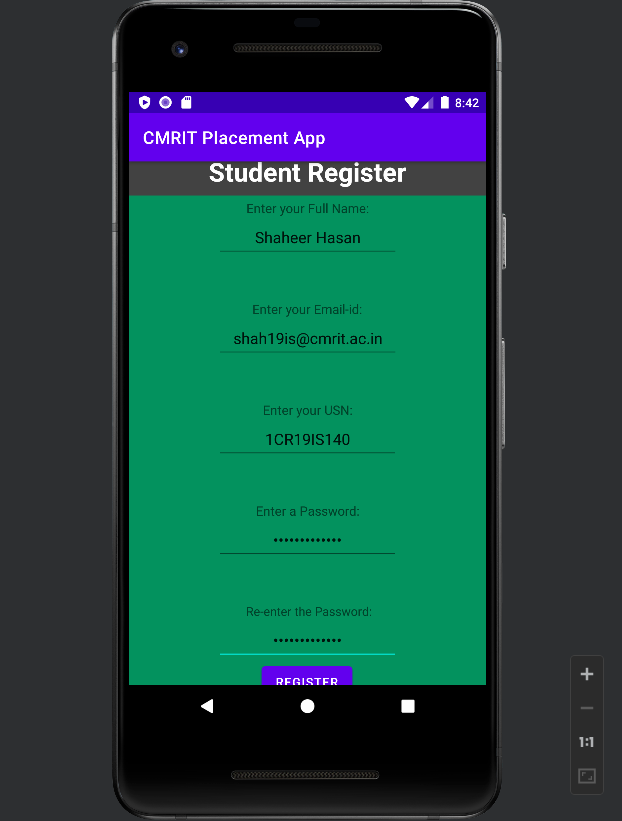 8:42
CMRIT Placement App
Student Register
Enter your Full Name:
Shaheer Hasan
Enter your Email-id:
shah19is@cmrit.ac.in
Enter your USN:
1CR19IS140
Enter a Password:
•••••••••••••
Re-enter the Password:
•••••••••••••
REGISTER
1:1